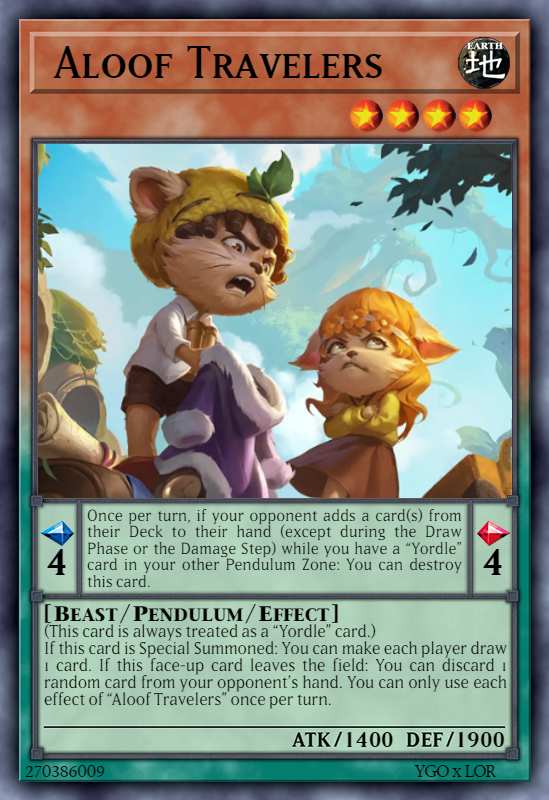 Aloof Travelers
EARTH
地
Once per turn, if your opponent adds a card(s) from
their Deck to their hand (except during the Draw
Phase or the Damage Step) while you have a “Yordle”
card in your other Pendulum Zone: You can destroy
this card.
4
4
[Beast/Pendulum/Effect]
(This card is always treated as a “Yordle” card.)
If this card is Special Summoned: You can make each player draw
1 card. If this face-up card leaves the field: You can discard 1
random card from your opponent's hand. You can only use each
effect of “Aloof Travelers” once per turn.
ATK/1400 DEF/1900
270386009
YGO x LOR